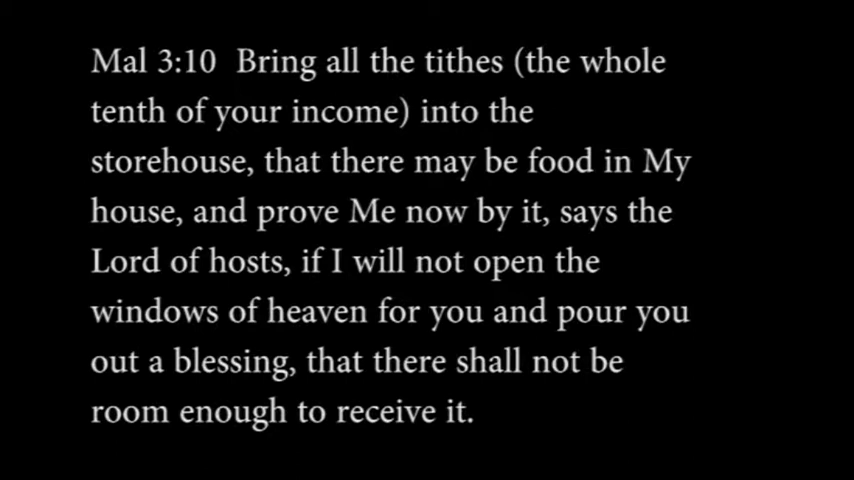 Mal 3:10  Bring all the tithes (the whole
tenth of your income) into the
storehouse, that there may be food in My
house, and prove Me now by it, says the
Lord of hosts, if I will not open the
windows of heaven for you and pour you
out a blessing, that there shall not be
room enough to receive it.